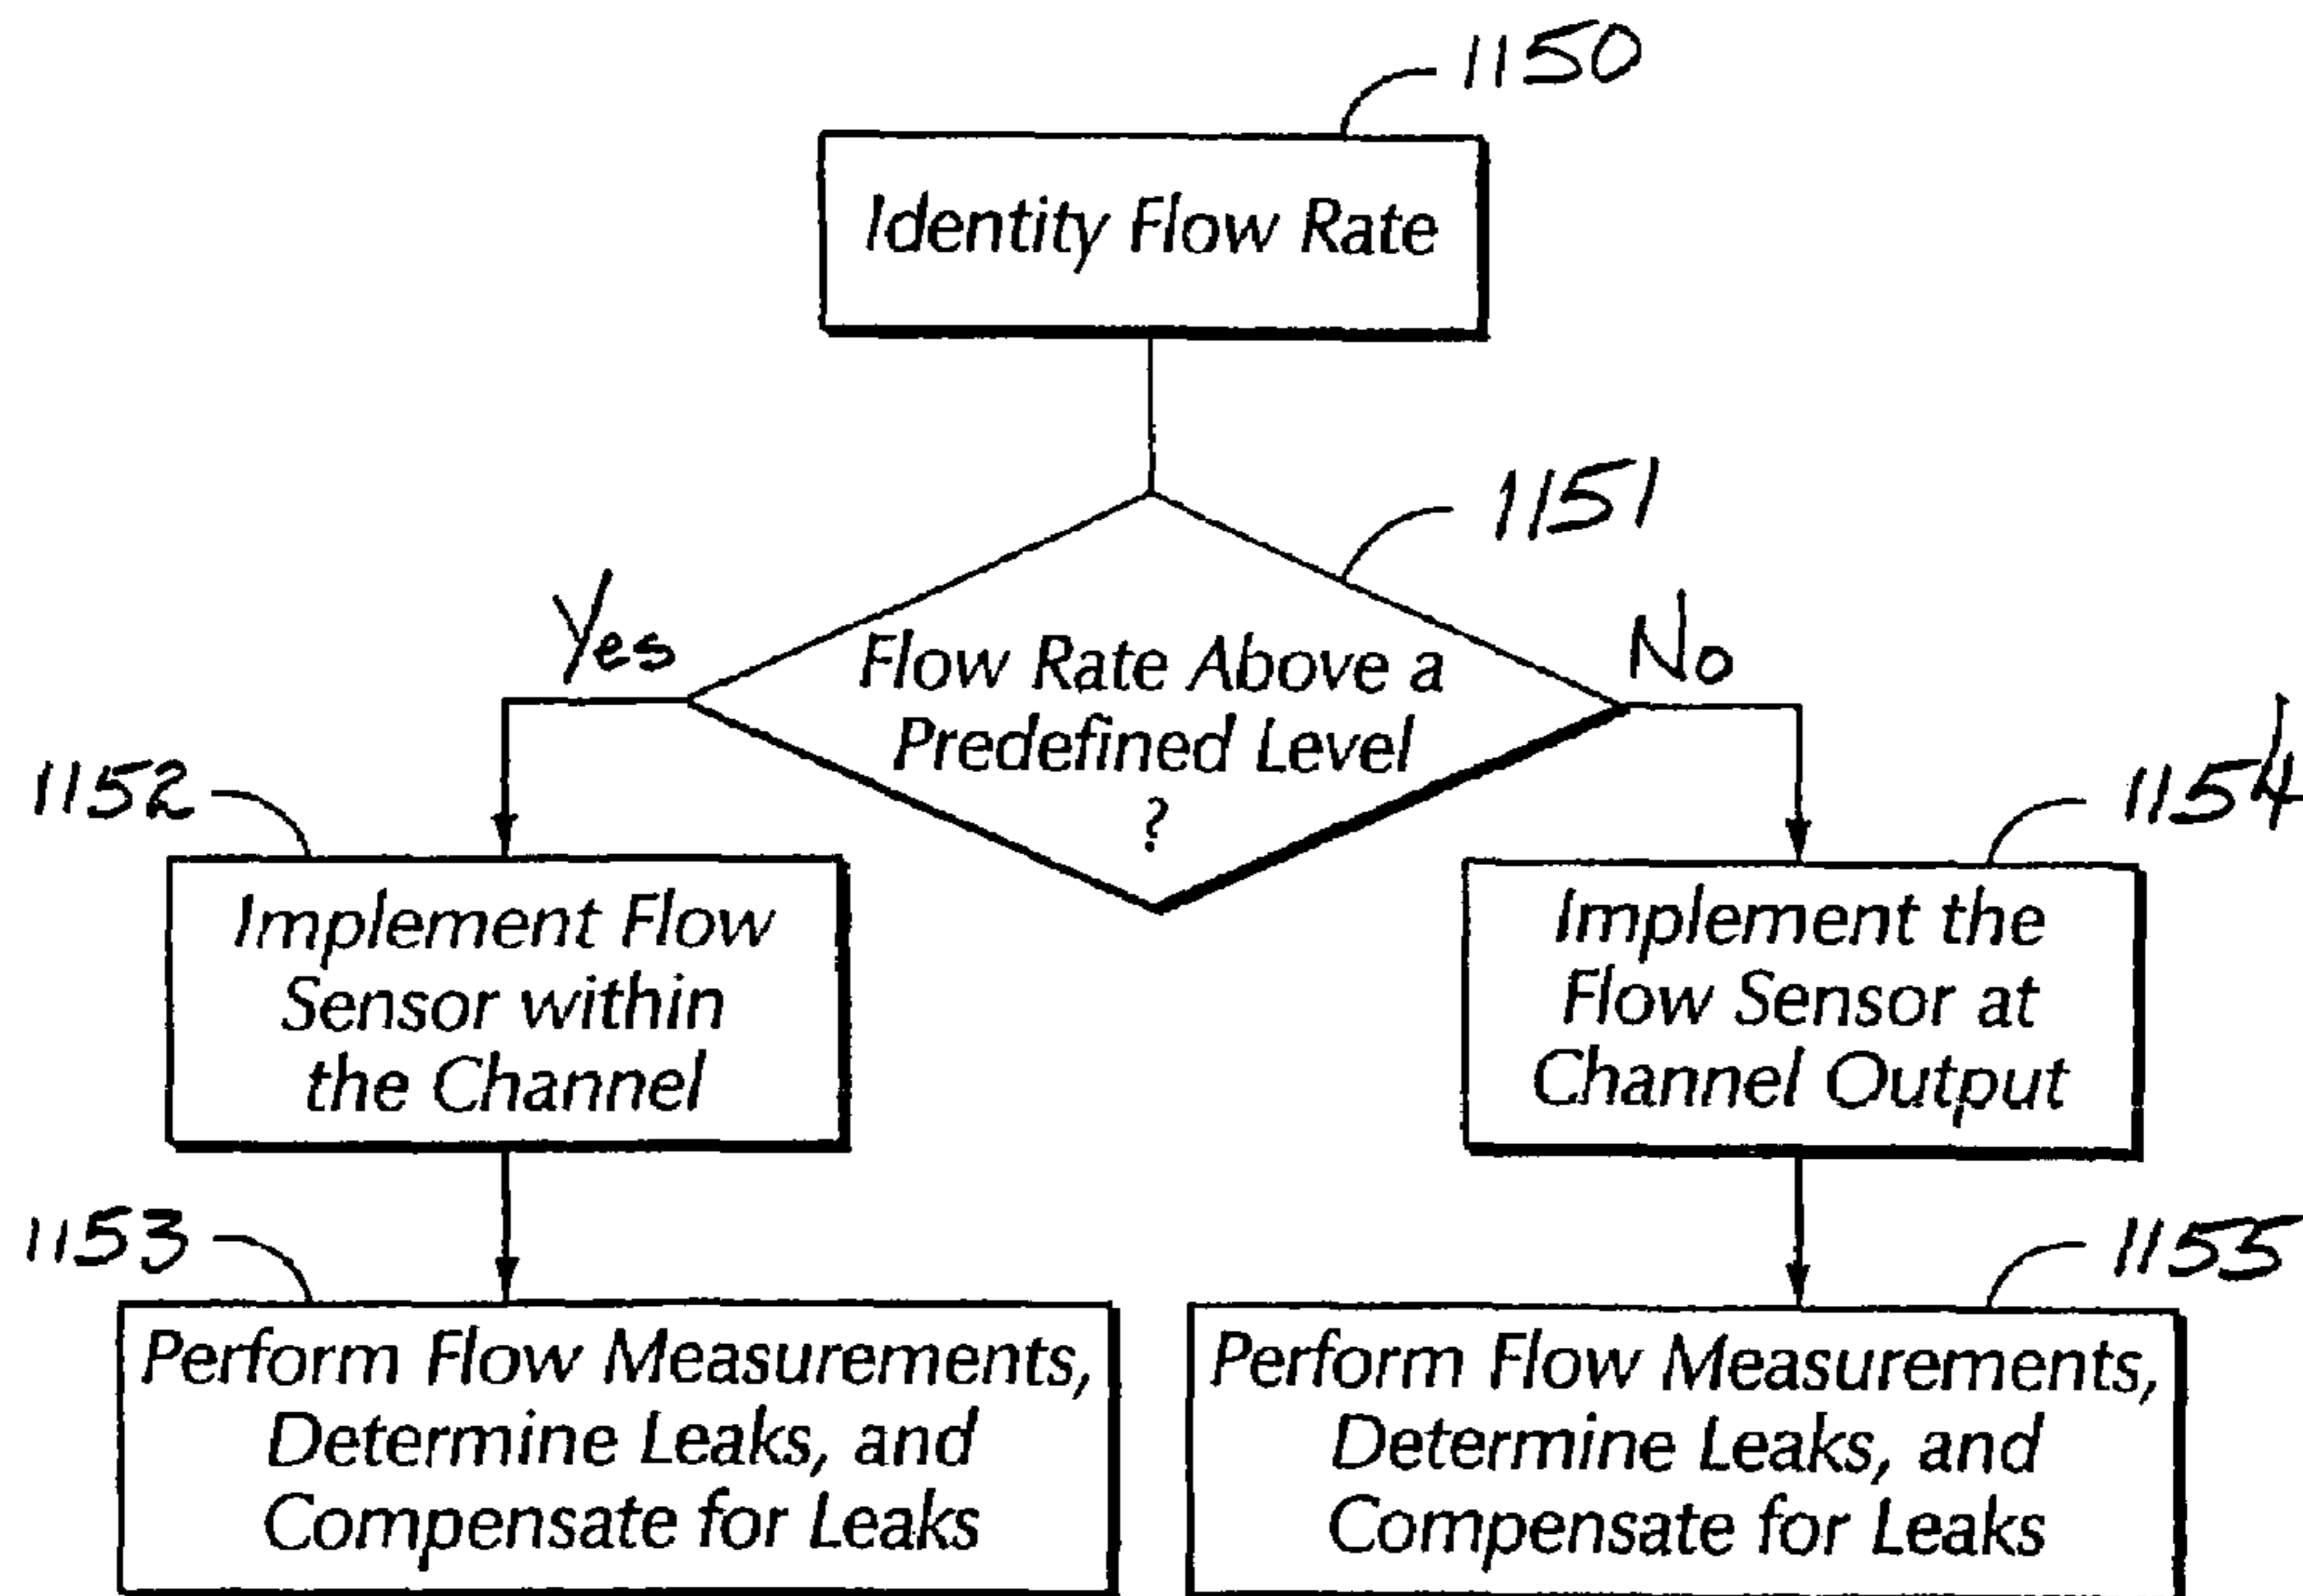 1150
Identity Flow Rate
1151
Yes
No
Flow Rate Above a
Predefined Level
?
1152
1154
Implement Flow
Sensor within
the Channel
Implement the
Flow Sensor at
Channel Output
1153
1155
Perform Flow Measurements,
Determine Leaks, and
Compensate for Leaks
Perform Flow Measurements,
Determine Leaks, and
Compensate for Leaks